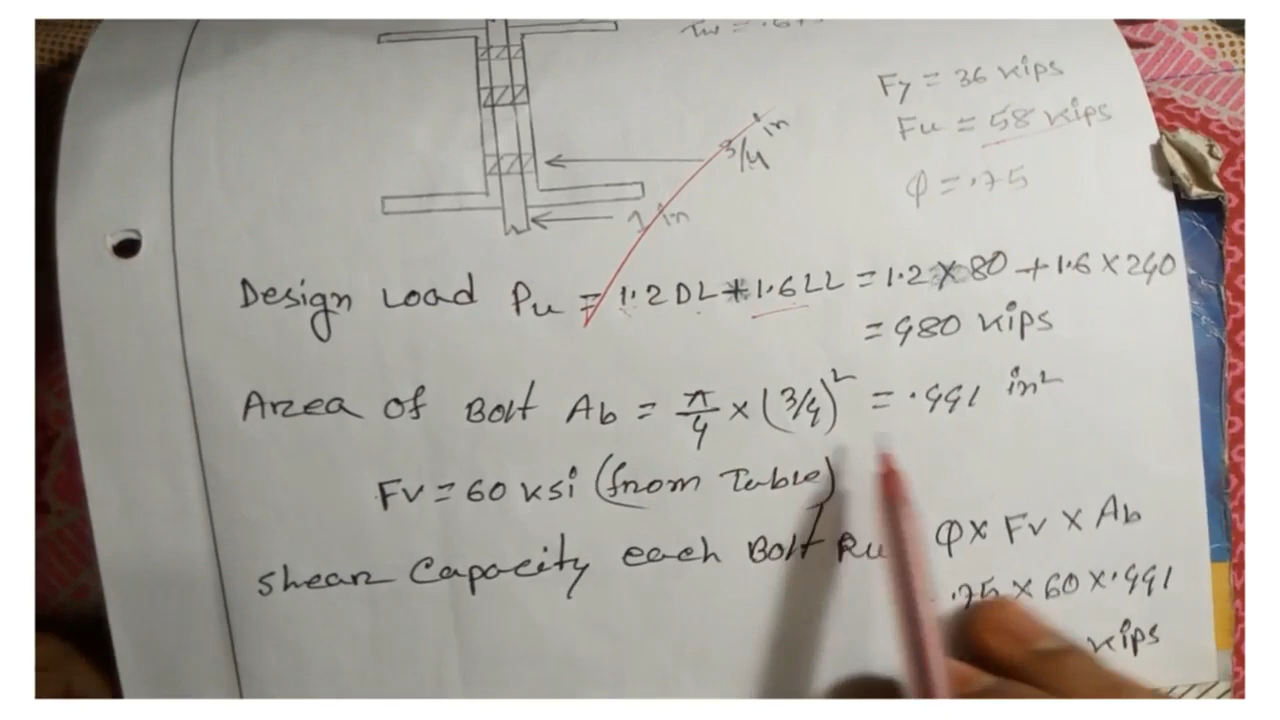 Tw = .675
Fy = 36 kips
Fu = 58 kips
φ = .75
3/4 in
1 in
Design Load Pu = 1.2DL + 1.6LL = 1.2 × 80 + 1.6 × 240
= 480 kips
Area of Bolt Ab = π/4 × (3/4)² = .441 in²
Fv = 60 ksi (from Table)
Shear Capacity each Bolt Ru φ × Fv × Ab
.75 × 60 × .441
kips